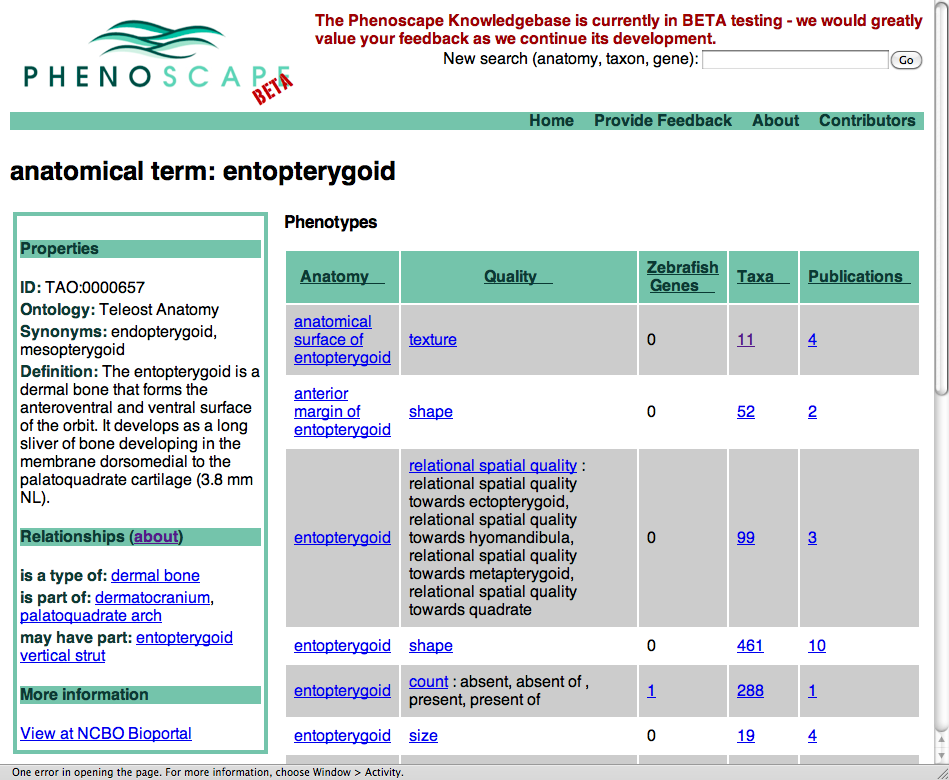 The Phenoscape Knowledgebase is currently in BETA testing - we would greatly
value your feedback as we continue its development.
PHENOSCAPE
BETA
New search (anatomy, taxon, gene):
Go
Home Provide Feedback About Contributors
anatomical term: entopterygoid
Properties
ID: TAO:0000657
Ontology: Teleost Anatomy
Synonyms: endopterygoid,
mesopterygoid
Definition: The entopterygoid is a
dermal bone that forms the
anteroventral and ventral surface
of the orbit. It develops as a long
sliver of bone developing in the
membrane dorsomedial to the
palatoquadrate cartilage (3.8 mm
NL).
Relationships (about)
is a type of: dermal bone
is part of: dermatocranium,
palatoquadrate arch
may have part: entopterygoid
vertical strut
More information
View at NCBO Bioportal
Phenotypes
Anatomy Quality Zebrafish Genes Taxa Publications
anatomical
surface of
entopterygoid
texture 0 11 4
anterior
margin of
entopterygoid
shape 0 52 2
entopterygoid
relational spatial quality :
relational spatial quality
towards ectopterygoid,
relational spatial quality
towards hyomandibula,
relational spatial quality
towards metapterygoid,
relational spatial quality
towards quadrate
0 99 3
entopterygoid shape 0 461 10
entopterygoid
count : absent, absent of ,
present, present of
1 288 1
entopterygoid size 0 19 4
One error in opening the page. For more information, choose Window > Activity.